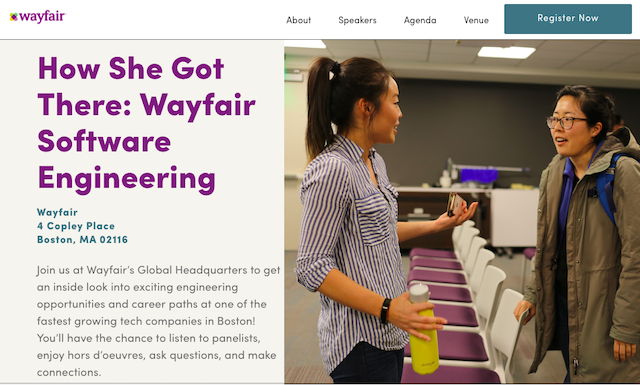 wayfair
About Speakers Agenda Venue Register Now
How She Got
There: Wayfair
Software
Engineering
Wayfair
4 Copley Place
Boston, MA 02116
Join us at Wayfair's Global Headquarters to get
an inside look into exciting engineering
opportunities and career paths at one of the
fastest growing tech companies in Boston!
You'll have the chance to listen to panelists,
enjoy hors d'oeuvres, ask questions, and make
connections.